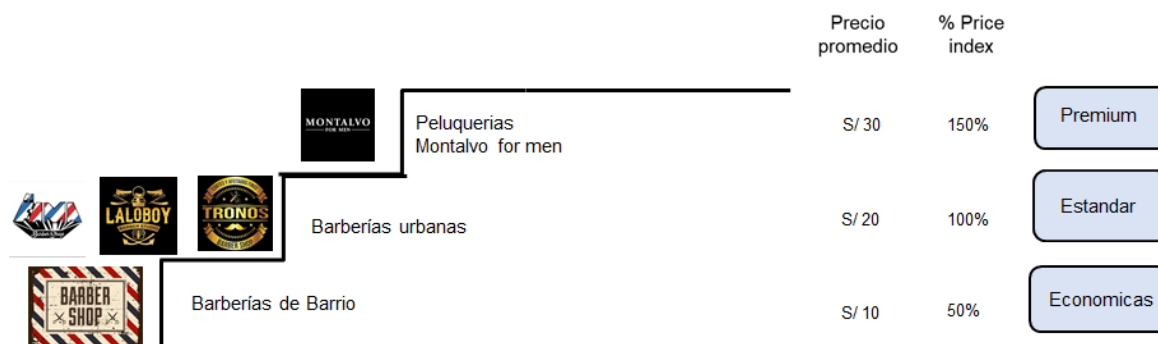 Precio
promedio
% Price
index
MONTALVO
FOR MEN
Peluquerias
Montalvo for men
S/ 30
150%
Premium
LALOBOY
TRONOS
BARBER SHOP
Barberías urbanas
S/ 20
100%
Estandar
BARBER
SHOP
Barberías de Barrio
S/ 10
50%
Economicas